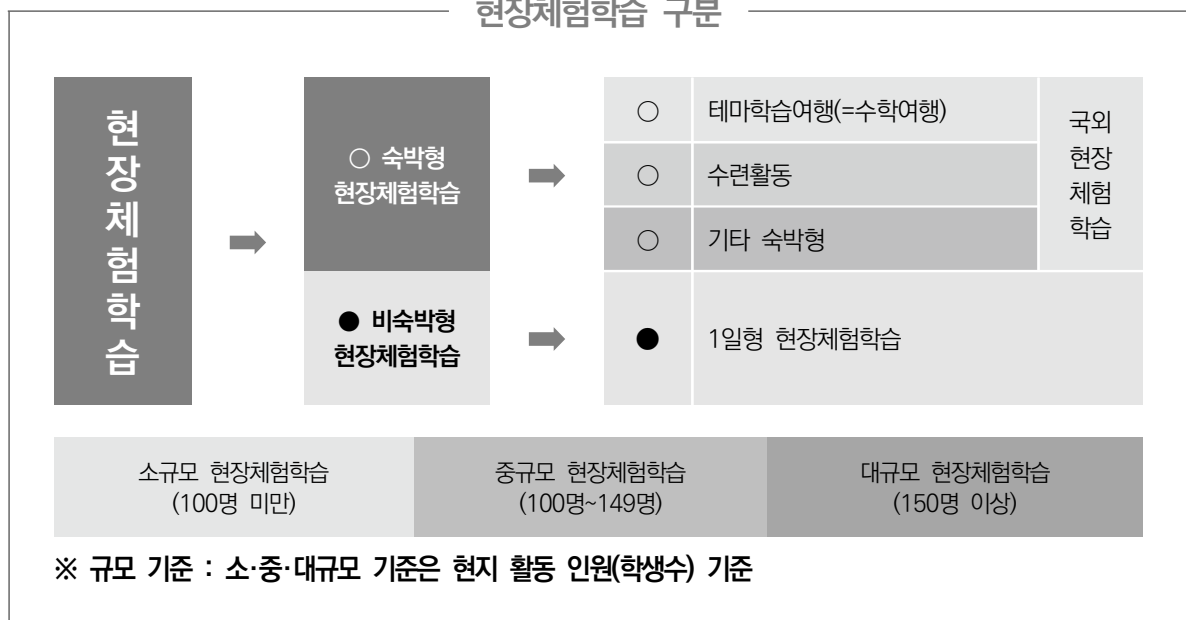 현장체험학습 구분
현장체험학습
○ 숙박형
현장체험학습
○ 테마학습여행(=수학여행)
○ 수련활동
○ 기타 숙박형
국외
현장
체험
학습
● 비숙박형
현장체험학습
● 1일형 현장체험학습
소규모 현장체험학습
(100명 미만)
중규모 현장체험학습
(100명~149명)
대규모 현장체험학습
(150명 이상)
※ 규모 기준 : 소·중·대규모 기준은 현지 활동 인원(학생수) 기준